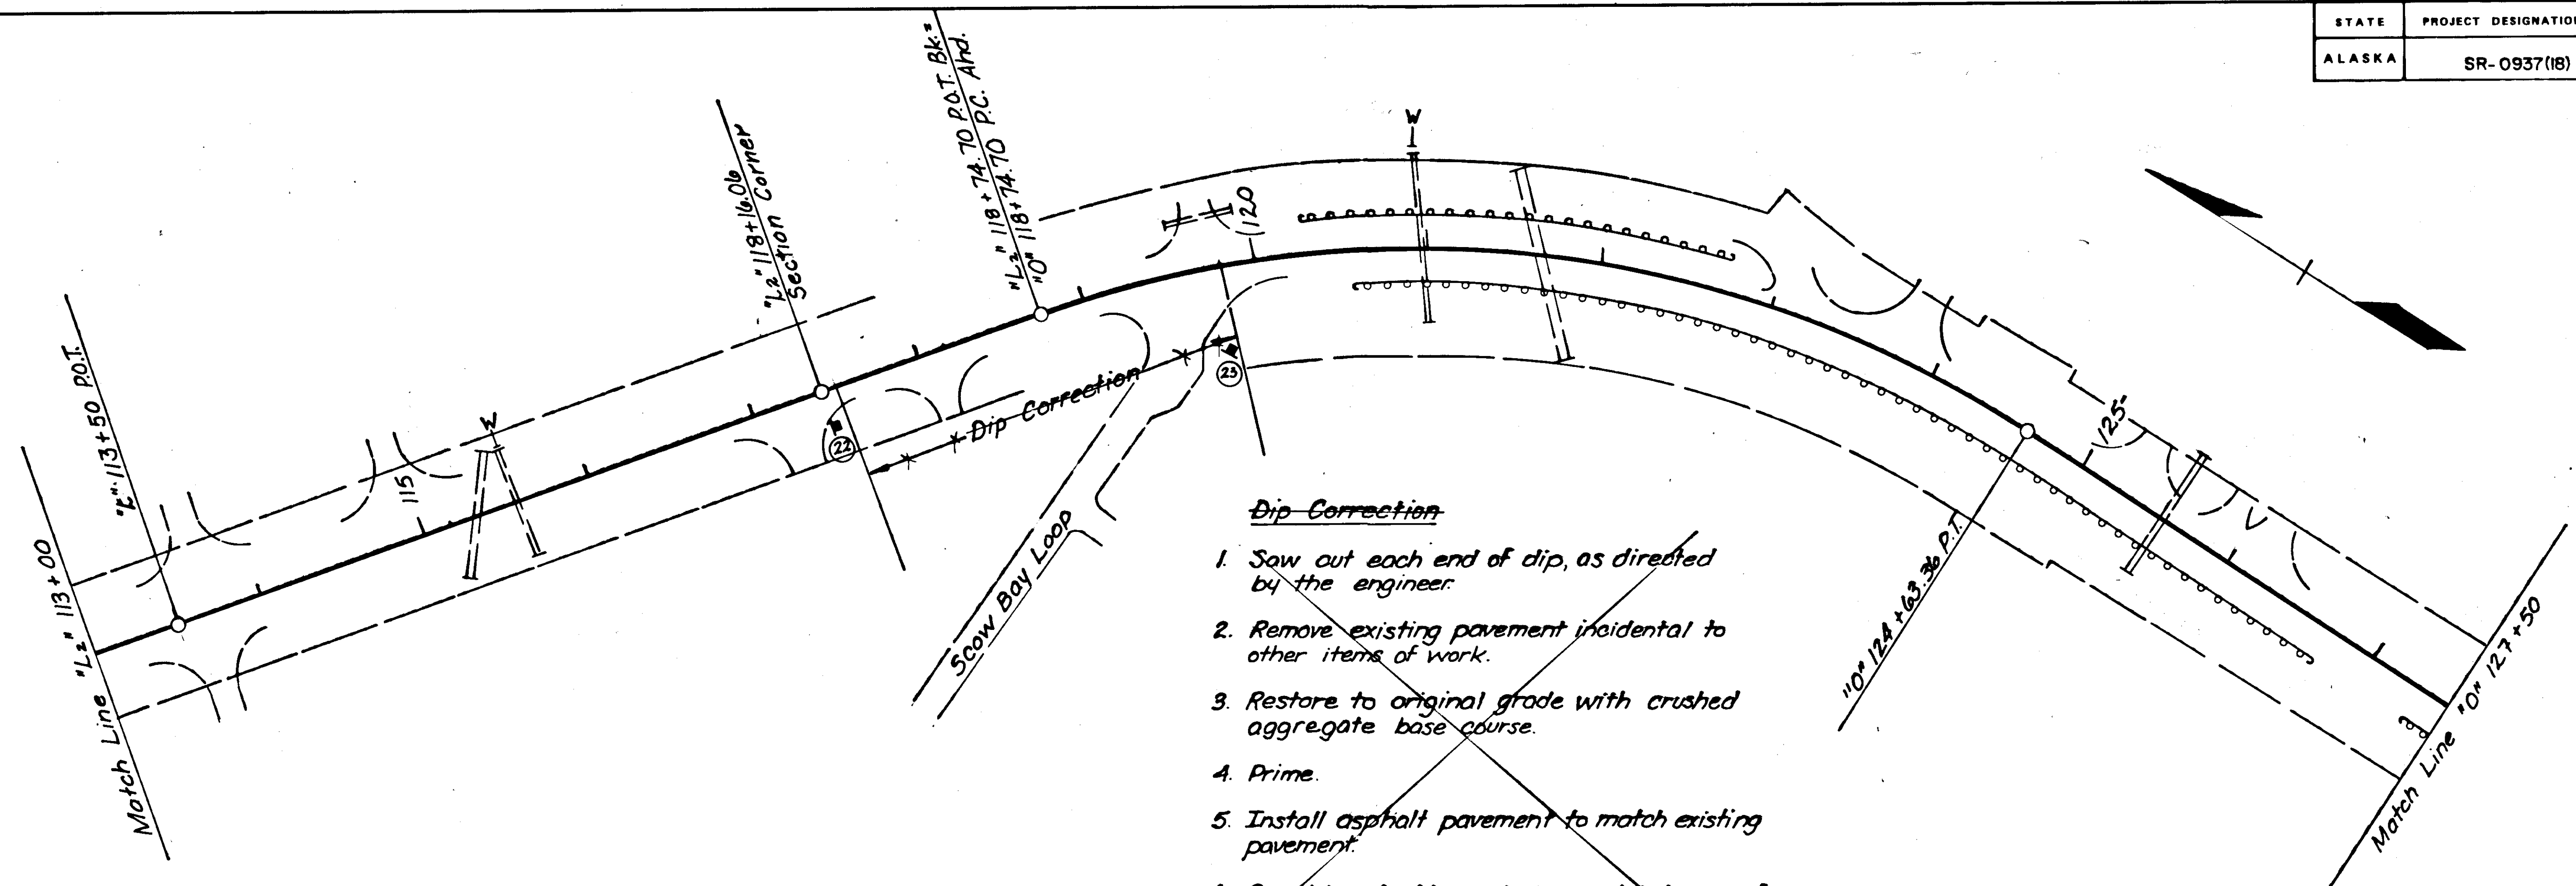 STATE
PROJECT DESIGNATION
ALASKA
SR-0937(18)
Match Line "L2" 113+00
"L2" 113+50 P.O.T.
115
W
"L2" 118+16.06
Section Corner
"L2" 118+74.70 P.O.T. Bk.=
"O" 118+74.70 P.C. Ahd.
22
Dip Correction
23
120
W
Scow Bay Loop
"O" 124+63.36 P.T.
125
Match Line "O" 127+50
Dip Correction
1. Saw cut each end of dip, as directed
by the engineer.
2. Remove existing pavement incidental to
other items of work.
3. Restore to original grade with crushed
aggregate base course.
4. Prime.
5. Install asphalt pavement to match existing
pavement.